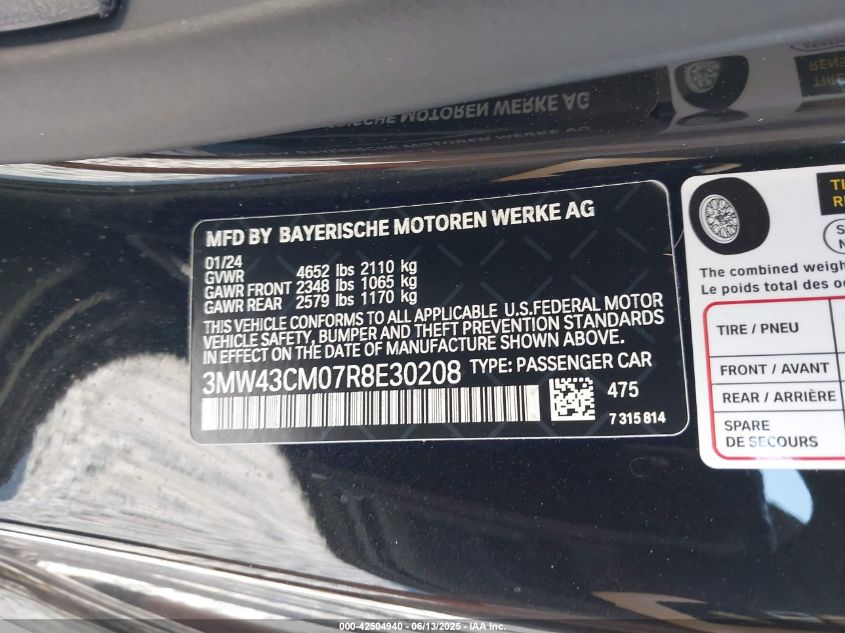 BAYERISCHE MOTOREN WERKE AG
MFD BY BAYERISCHE MOTOREN WERKE AG
01/24
GVWR 4652 lbs 2110 kg
GAWR FRONT 2348 lbs 1065 kg
GAWR REAR 2579 lbs 1170 kg
THIS VEHICLE CONFORMS TO ALL APPLICABLE U.S.FEDERAL MOTOR
VEHICLE SAFETY, BUMPER AND THEFT PREVENTION STANDARDS
IN EFFECT ON THE DATE OF MANUFACTURE SHOWN ABOVE.
3MW43CM07R8E30208 TYPE: PASSENGER CAR
475
7 315 814
The combined
Le poids total des
TIRE / PNEU
FRONT / AVANT
REAR / ARRIÈRE
SPARE
DE SECOURS
000-42504940 - 06/13/2025 - IAA Inc.